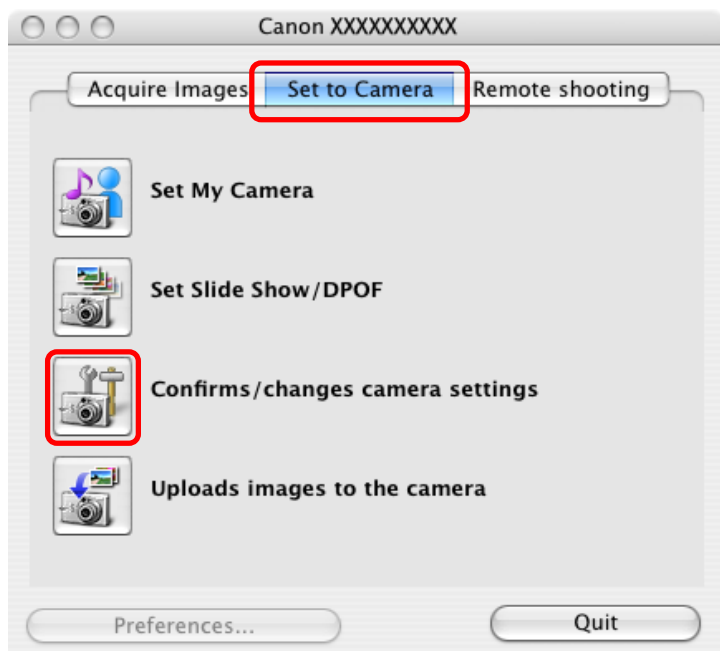 Canon XXXXXXXXXX
Acquire Images Set to Camera Remote shooting
Set My Camera
Set Slide Show/DPOF
Confirms/changes camera settings
Uploads images to the camera
Preferences... Quit